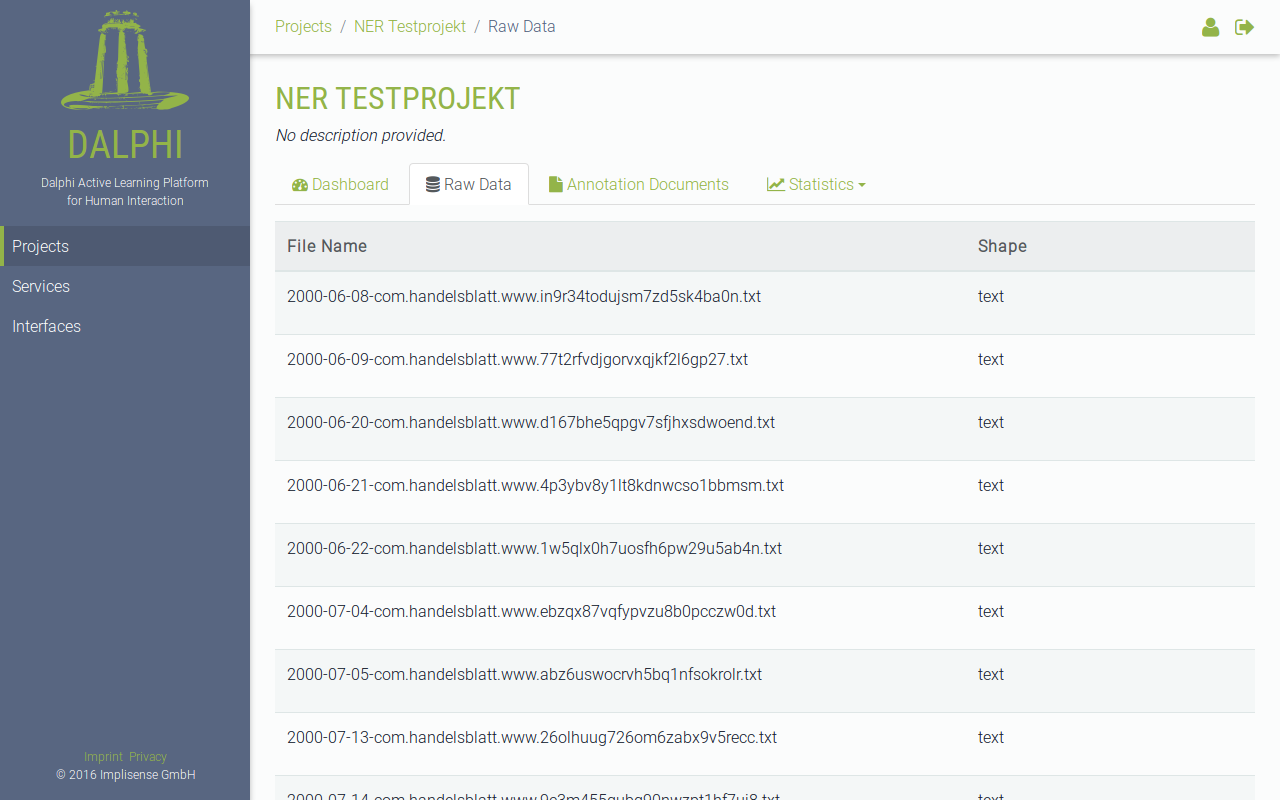 DALPHI
Dalphi Active Learning Platform
for Human Interaction
Projects
Services
Interfaces
Imprint Privacy
© 2016 Implisense GmbH
Projects / NER Testprojekt / Raw Data
NER TESTPROJEKT
No description provided.
Dashboard Raw Data Annotation Documents Statistics
File Name Shape
2000-06-08-com.handelsblatt.www.in9r34todujsm7zd5sk4ba0n.txt text
2000-06-09-com.handelsblatt.www.77t2rfvdjgorvxqjkf2l6gp27.txt text
2000-06-20-com.handelsblatt.www.d167bhe5qpgv7sfjhxsdwoend.txt text
2000-06-21-com.handelsblatt.www.4p3ybv8y1lt8kdnwcso1bbmsm.txt text
2000-06-22-com.handelsblatt.www.1w5qlx0h7uosfh6pw29u5ab4n.txt text
2000-07-04-com.handelsblatt.www.ebzqx87vqfypvzu8b0pcczw0d.txt text
2000-07-05-com.handelsblatt.www.abz6uswocrvh5bq1nfsokrolr.txt text
2000-07-13-com.handelsblatt.www.26olhuug726om6zabx9v5recc.txt text